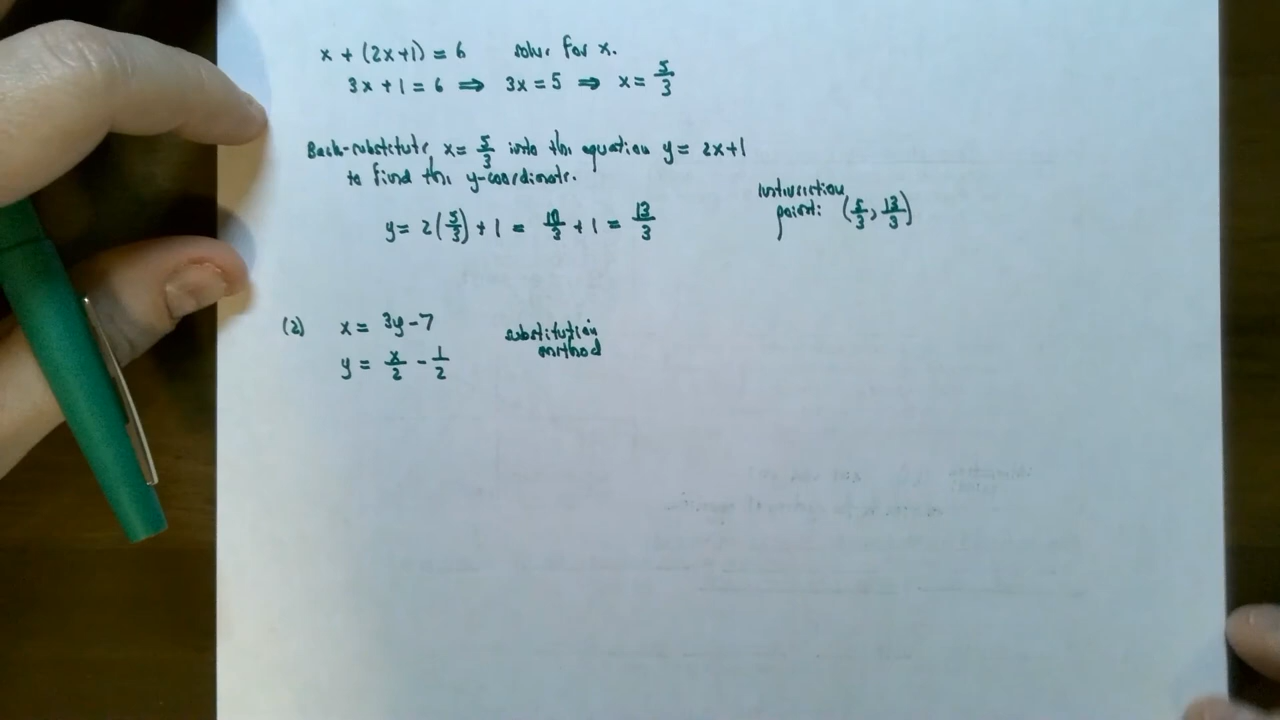 x + (2x+1) = 6 solve for x.
3x + 1 = 6 ⇒ 3x = 5 ⇒ x = 5/3
Back-substitute x = 5/3 into the equation y = 2x+1
to find the y-coordinate.
y = 2(5/3) + 1 = 10/3 + 1 = 13/3
intersection
point: (5/3, 13/3)
(2) x = 3y - 7
y = x/2 - 1/2
substitution
method